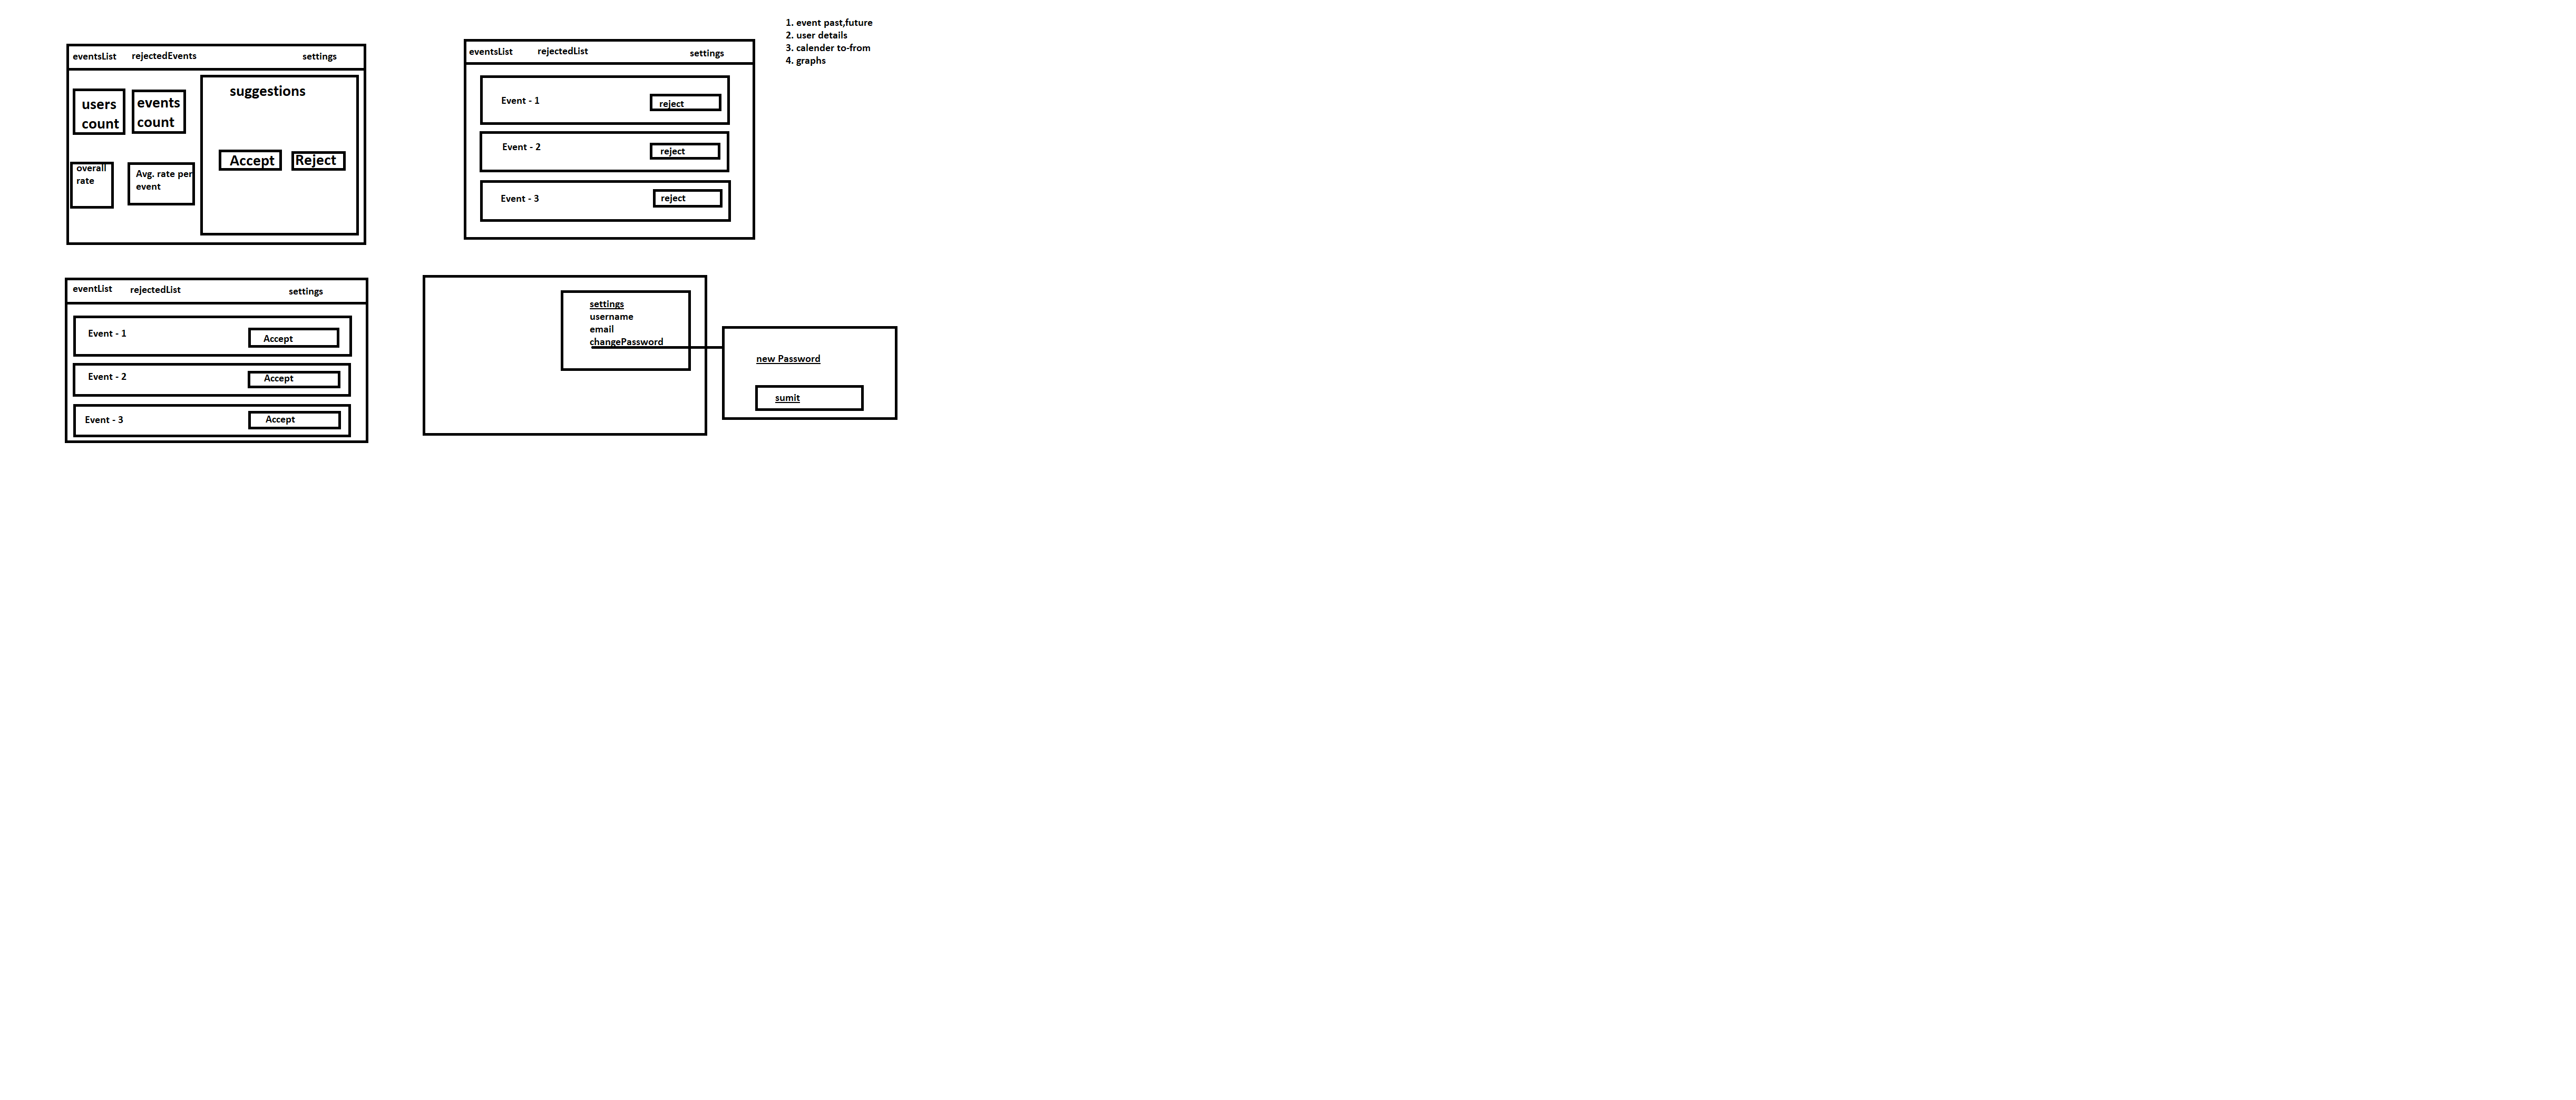 eventsList rejectedEvents settings
users
count
events
count
overall
rate
Avg. rate per
event
suggestions
Accept Reject
eventsList rejectedList settings
Event - 1 reject
Event - 2 reject
Event - 3 reject
1. event past,future
2. user details
3. calender to-from
4. graphs
eventList rejectedList settings
Event - 1 Accept
Event - 2 Accept
Event - 3 Accept
settings
username
email
changePassword
new Password
sumit